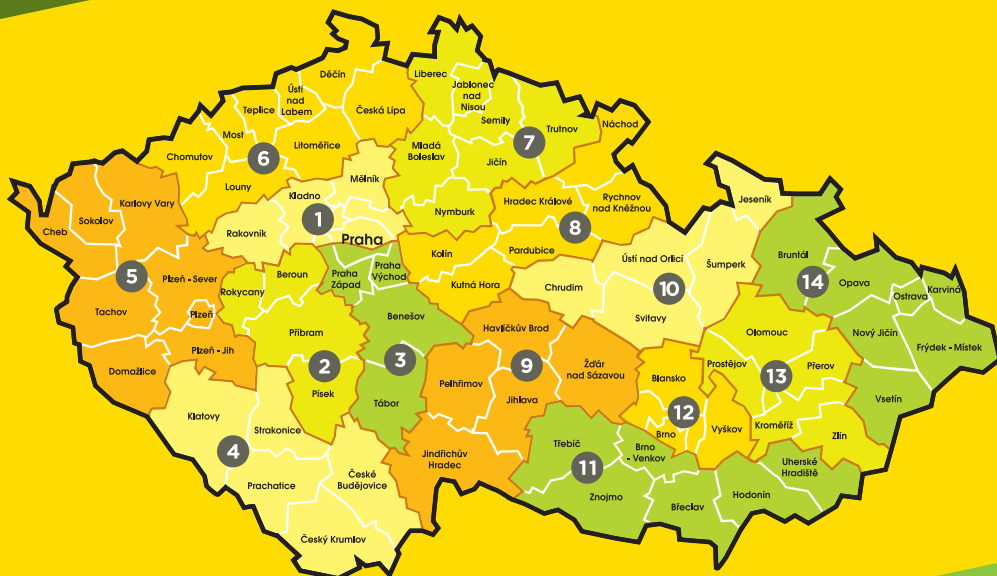 Děčín
Liberec
Ústí
nad
Labem
Jablonec
nad
Nisou
Teplice
Česká Lípa
Semily
Trutnov
Náchod
Most
Litoměřice
Mladá
Boleslav
7
Chomutov
6
Jičín
Mělník
Louny
Kladno
Jeseník
Karlovy Vary
Hradec Králové
Rychnov
nad Kněžnou
Sokolov
1
Nymburk
8
Cheb
Rakovník
Praha
Kolín
Pardubice
Bruntál
Ústí nad Orlicí
Šumperk
5
Plzeň - Sever
Beroun
Praha
Západ
Praha
Východ
14
Opava
Rokycany
Kutná Hora
Chrudim
10
Ostrava
Karviná
Tachov
Plzeň
Benešov
Svitavy
Příbram
Havlíčkův Brod
Olomouc
Nový Jičín
Frýdek - Místek
Plzeň - Jih
2
3
9
Žďár
nad Sázavou
Prostějov
Přerov
Domažlice
Pelhřimov
Blansko
13
Písek
Jihlava
Tábor
12
Vsetín
Klatovy
Strakonice
Brno
Vyškov
Kroměříž
Zlín
4
Jindřichův
Hradec
Třebíč
Brno
- Venkov
Uherské
Hradiště
České
Budějovice
11
Prachatice
Znojmo
Hodonín
Břeclav
Český Krumlov